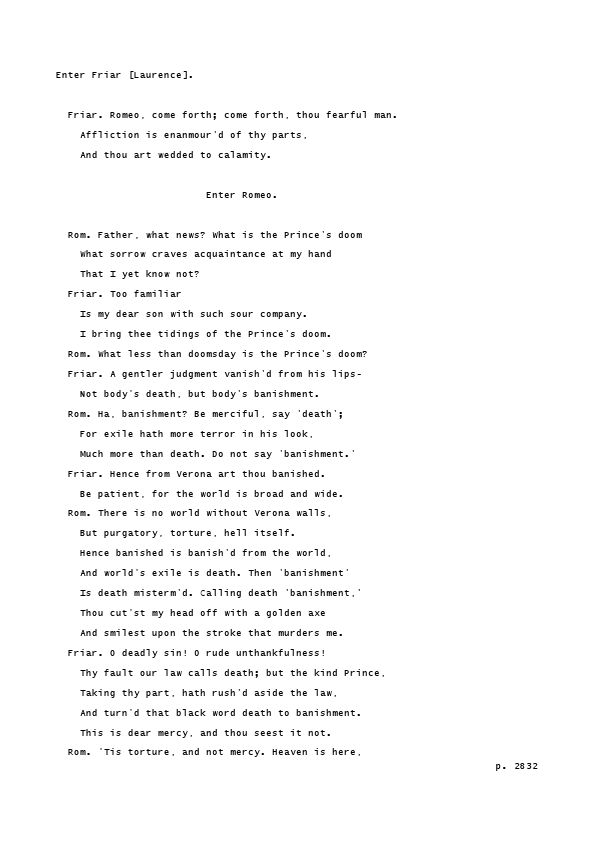 Enter Friar [Laurence].
Friar. Romeo, come forth; come forth, thou fearful man.
Affliction is enanmour'd of thy parts,
And thou art wedded to calamity.
Enter Romeo.
Rom. Father, what news? What is the Prince's doom
What sorrow craves acquaintance at my hand
That I yet know not?
Friar. Too familiar
Is my dear son with such sour company.
I bring thee tidings of the Prince's doom.
Rom. What less than doomsday is the Prince's doom?
Friar. A gentler judgment vanish'd from his lips-
Not body's death, but body's banishment.
Rom. Ha, banishment? Be merciful, say 'death';
For exile hath more terror in his look,
Much more than death. Do not say 'banishment.'
Friar. Hence from Verona art thou banished.
Be patient, for the world is broad and wide.
Rom. There is no world without Verona walls,
But purgatory, torture, hell itself.
Hence banished is banish'd from the world,
And world's exile is death. Then 'banishment'
Is death misterm'd. Calling death 'banishment,'
Thou cut'st my head off with a golden axe
And smilest upon the stroke that murders me.
Friar. O deadly sin! O rude unthankfulness!
Thy fault our law calls death; but the kind Prince,
Taking thy part, hath rush'd aside the law,
And turn'd that black word death to banishment.
This is dear mercy, and thou seest it not.
Rom. 'Tis torture, and not mercy. Heaven is here,
p. 2832